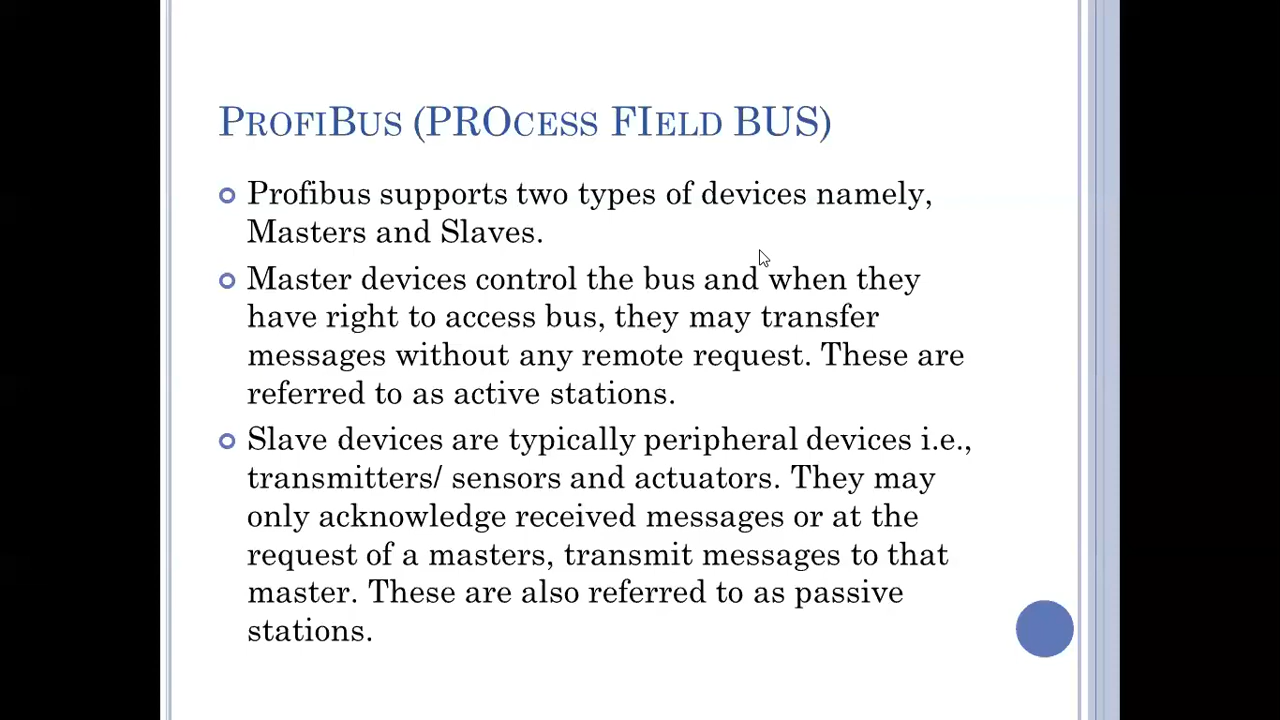 PROFIBUS (PROCESS FIELD BUS)
Profibus supports two types of devices namely,
Masters and Slaves.
Master devices control the bus and when they
have right to access bus, they may transfer
messages without any remote request. These are
referred to as active stations.
Slave devices are typically peripheral devices i.e.,
transmitters/ sensors and actuators. They may
only acknowledge received messages or at the
request of a masters, transmit messages to that
master. These are also referred to as passive
stations.